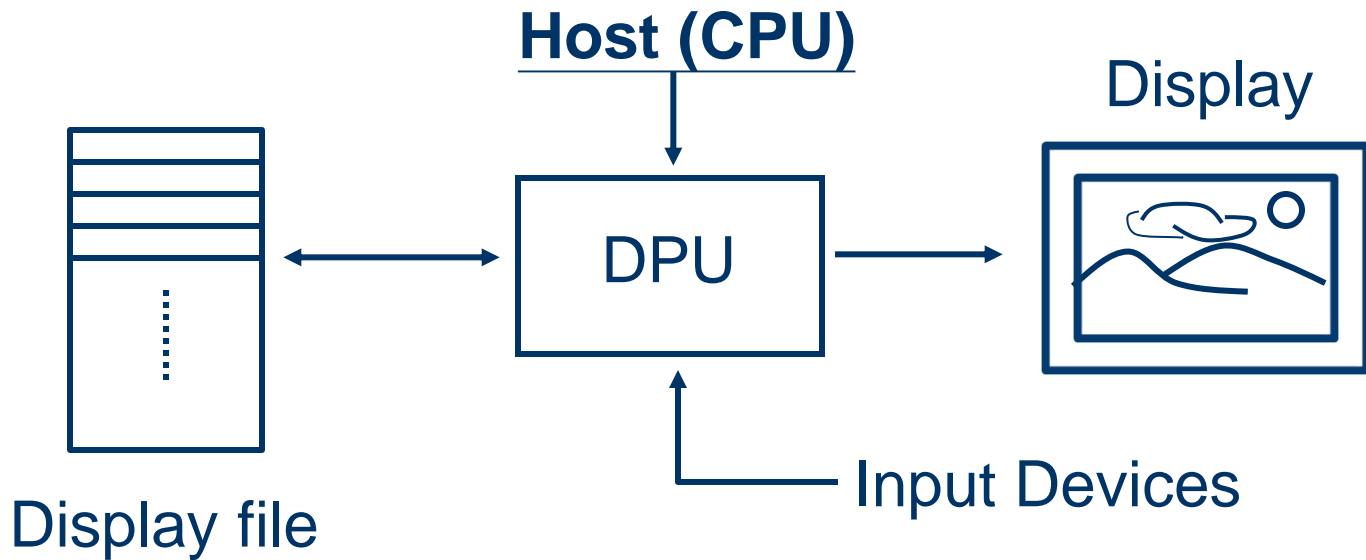 Host (CPU)
Display
DPU
Input Devices
Display file